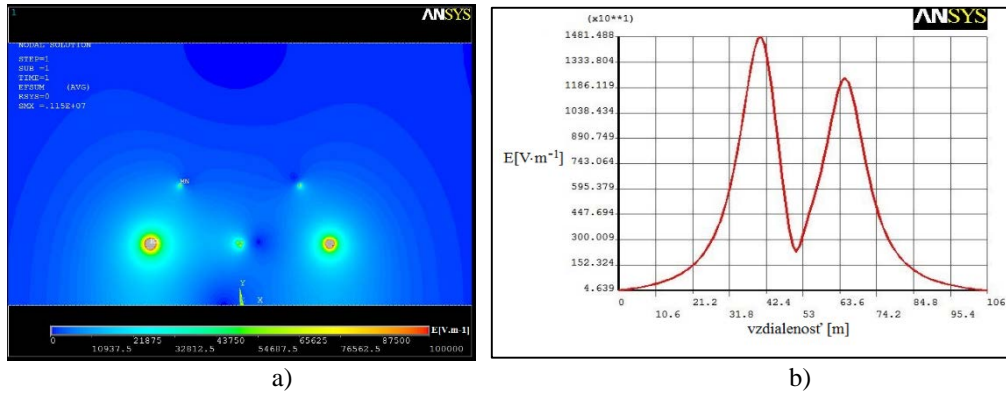 1
ANSYS
NODAL SOLUTION
STEP=1
SUB =1
TIME=1
EFSUM (AVG)
RSYS=0
SMX =.115E+07
MN
Y
X
E[V.m-1]
0 21875 43750 65625 87500
10937.5 32812.5 54687.5 76562.5 100000
a)
(x10**1)
ANSYS
1481.488
1333.804
1186.119
1038.434
890.749
E[V·m⁻¹]
743.064
595.379
447.694
300.009
152.324
4.639
0 21.2 42.4 63.6 84.8 106
10.6 31.8 53 74.2 95.4
vzdialenosť [m]
b)